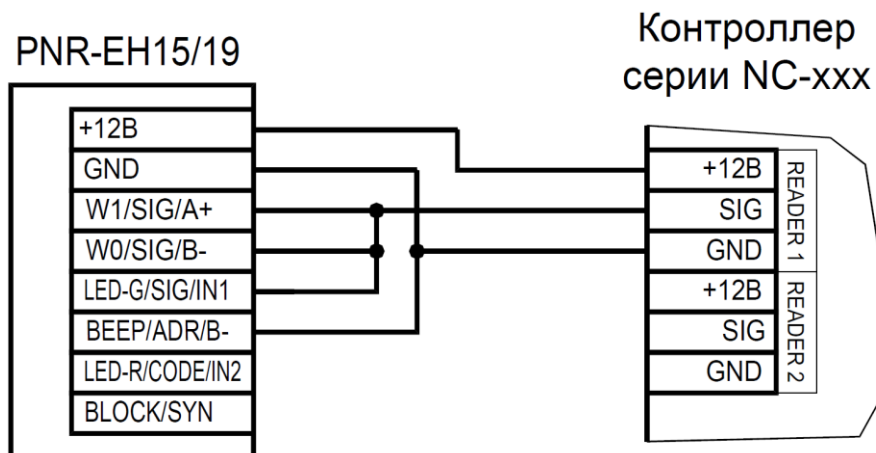 PNR-EH15/19
+12В
GND
W1/SIG/A+
W0/SIG/B-
LED-G/SIG/IN1
BEEP/ADR/B-
LED-R/CODE/IN2
BLOCK/SYN
Контроллер
серии NC-xxx
+12В
SIG
GND
READER 1
+12В
SIG
GND
READER 2